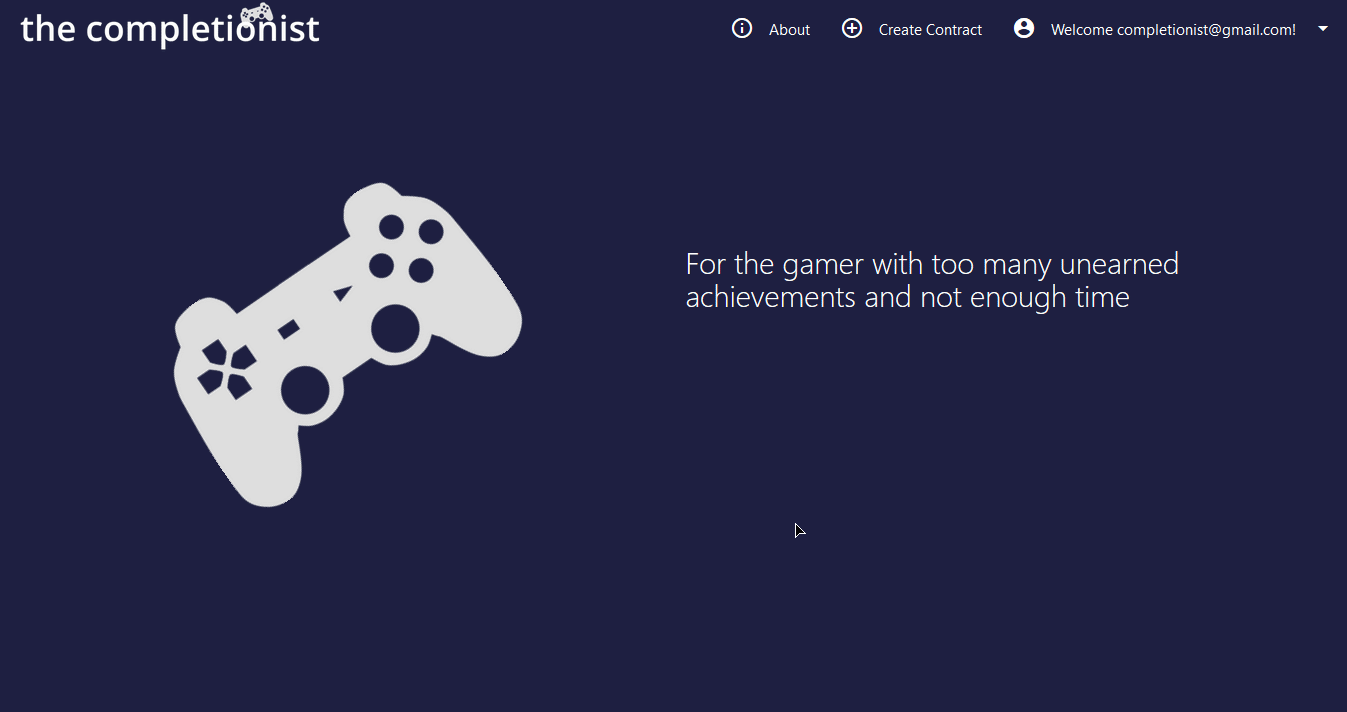 the completionist
About
Create Contract
Welcome completionist@gmail.com!
For the gamer with too many unearned
achievements and not enough time